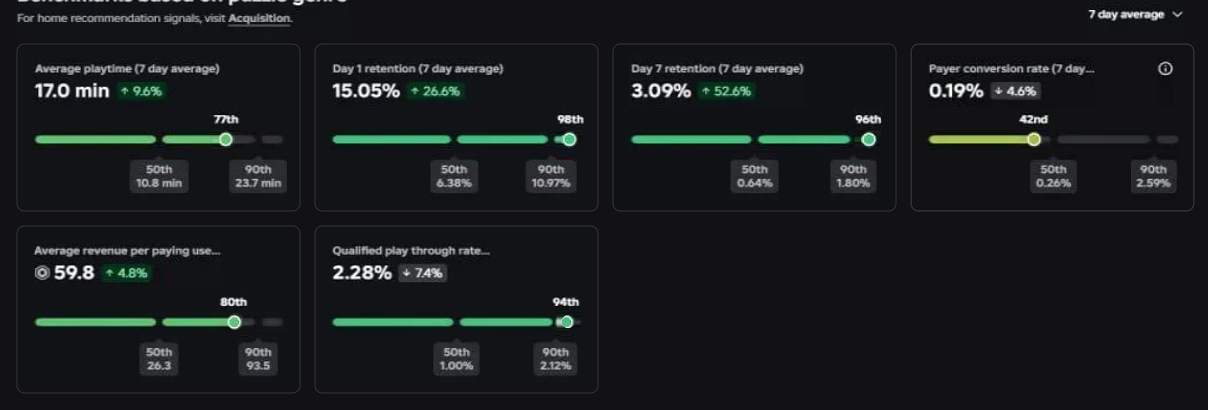 Benchmarks based on puzzle genre
For home recommendation signals, visit Acquisition.
7 day average
Average playtime (7 day average)
17.0 min ↑ 9.6%
77th
50th
10.8 min
90th
23.7 min
Day 1 retention (7 day average)
15.05% ↑ 26.6%
98th
50th
6.38%
90th
10.97%
Day 7 retention (7 day average)
3.09% ↑ 52.6%
96th
50th
0.64%
90th
1.80%
Payer conversion rate (7 day...
0.19% ↓ 4.6%
42nd
50th
0.26%
90th
2.59%
Average revenue per paying use...
59.8 ↑ 4.8%
80th
50th
26.3
90th
93.5
Qualified play through rate...
2.28% ↓ 7.4%
94th
50th
1.00%
90th
2.12%